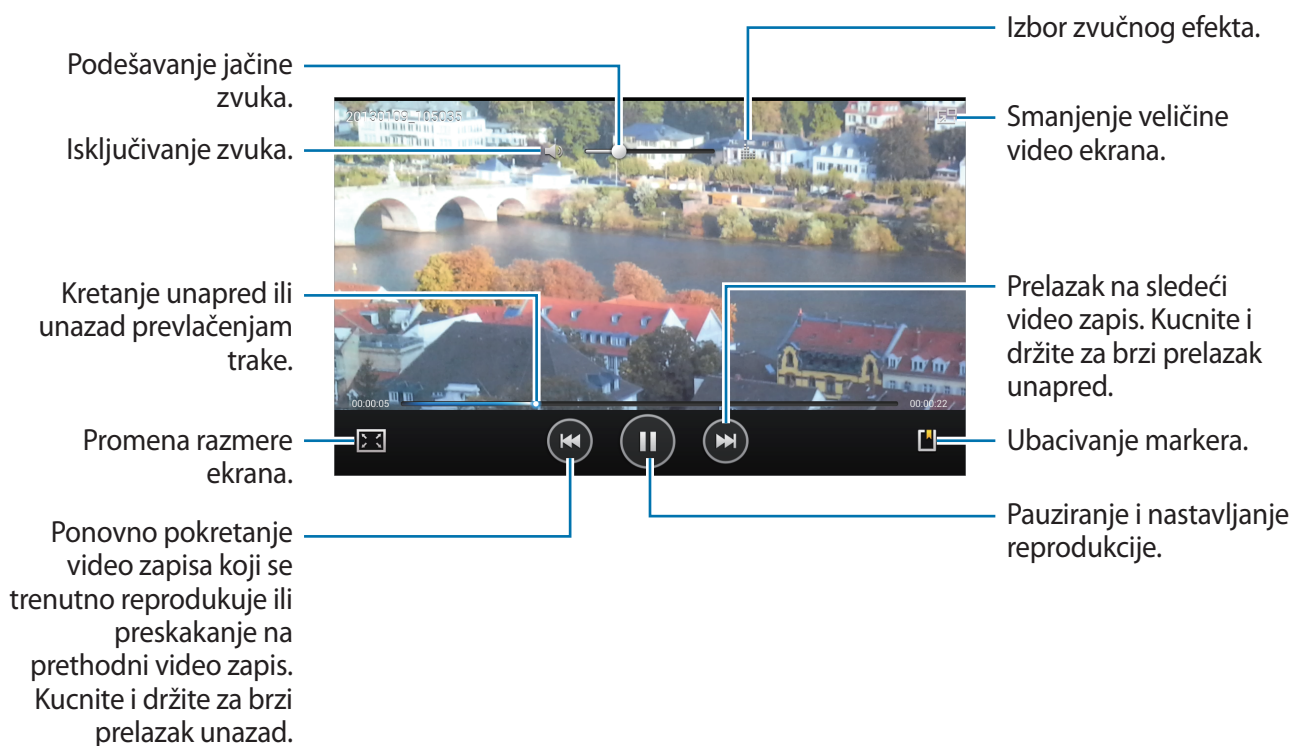 Podešavanje jačine
zvuka.
Isključivanje zvuka.
Kretanje unapred ili
unazad prevlačenjam
trake.
Promena razmere
ekrana.
Ponovno pokretanje
video zapisa koji se
trenutno reprodukuje ili
preskakanje na
prethodni video zapis.
Kucnite i držite za brzi
prelazak unazad.
20130109_105035
00:00:05
00:00:22
Izbor zvučnog efekta.
Smanjenje veličine
video ekrana.
Prelazak na sledeći
video zapis. Kucnite i
držite za brzi prelazak
unapred.
Ubacivanje markera.
Pauziranje i nastavljanje
reprodukcije.